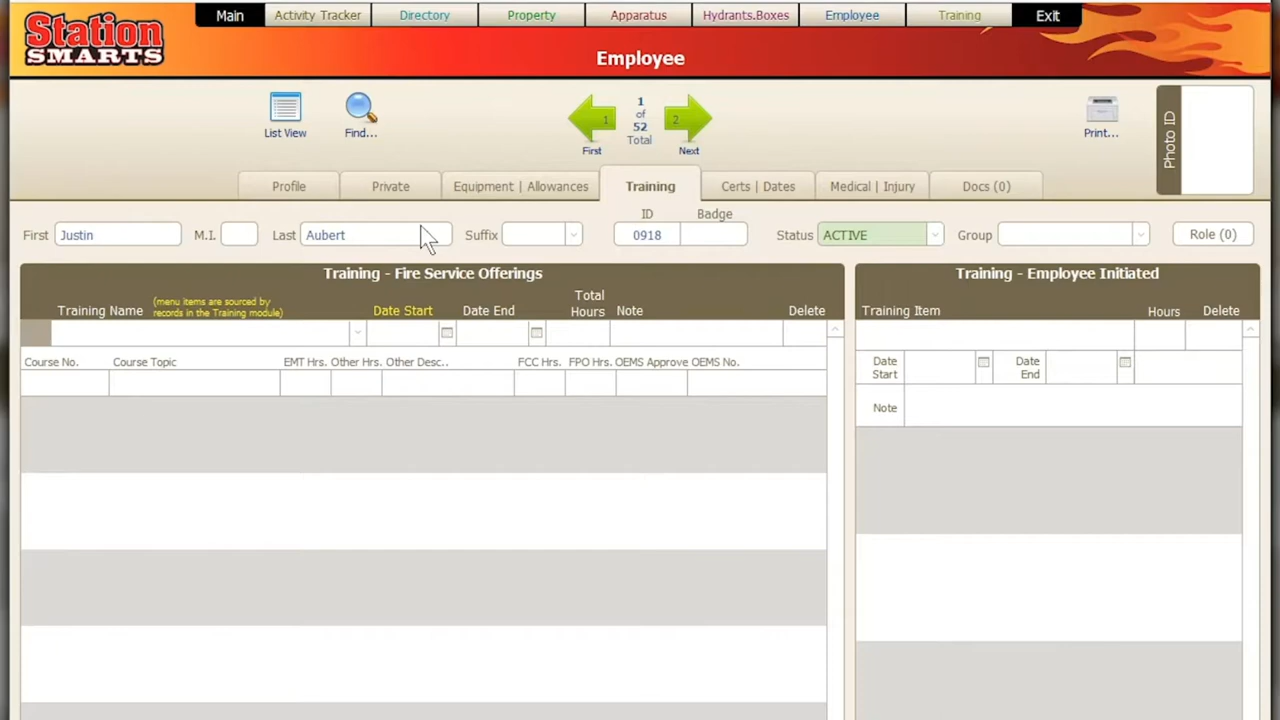 Station
SMARTS
Main Activity Tracker Directory Property Apparatus Hydrants.Boxes Employee Training Exit
Employee
List View
Find...
1
1
of
52
Total
2
First
Next
Print...
Photo ID
Profile Private Equipment | Allowances Training Certs | Dates Medical | Injury Docs (0)
ID Badge
First Justin M.I. Last Aubert Suffix 0918 Status ACTIVE Group Role (0)
Training - Fire Service Offerings
Training Name (menu items are sourced by
records in the Training module) Date Start Date End Total
Hours Note Delete
Course No. Course Topic EMT Hrs. Other Hrs. Other Desc.. FCC Hrs. FPO Hrs. OEMS Approve OEMS No.
Training - Employee Initiated
Training Item Hours Delete
Date
Start
Date
End
Note